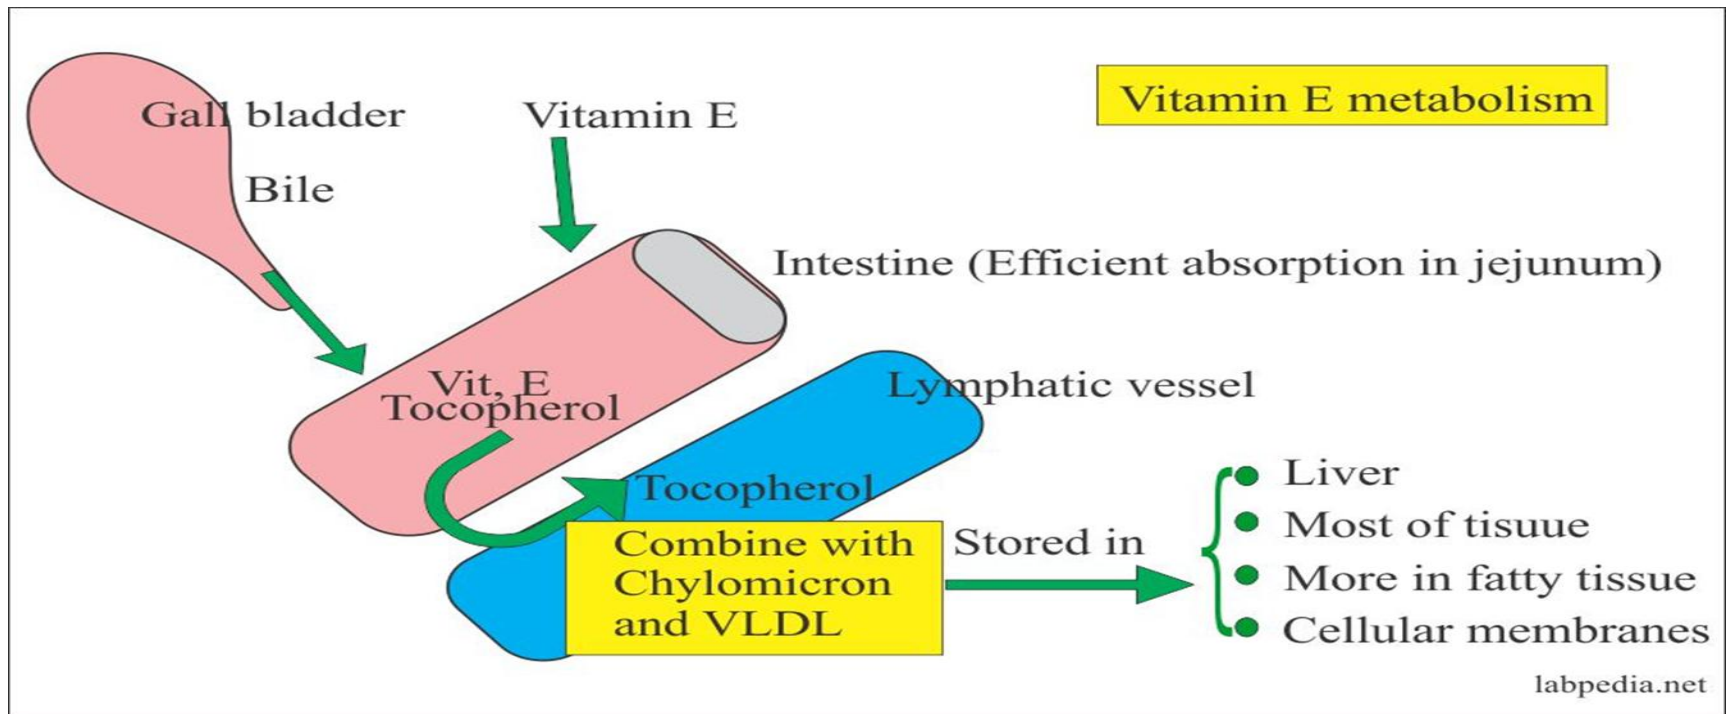 Gall bladder
Vitamin E
Vitamin E metabolism
Bile
Intestine (Efficient absorption in jejunum)
Vit, E
Tocopherol
Lymphatic vessel
Tocopherol
Combine with
Chylomicron
and VLDL
Stored in
Liver
Most of tisuue
More in fatty tissue
Cellular membranes
labpedia.net